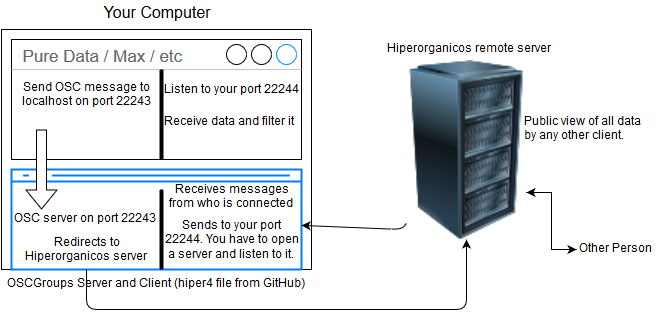 Your Computer
Pure Data / Max / etc
Send OSC message to
localhost on port 22243
Listen to your port 22244
Receive data and filter it
OSC server on port 22243
Redirects to
Hiperorganicos server
Receives messages
from who is connected
Sends to your port
22244. You have to open
a server and listen to it.
OSCGroups Server and Client (hiper4 file from GitHub)
Hiperorganicos remote server
Public view of all data
by any other client.
Other Person